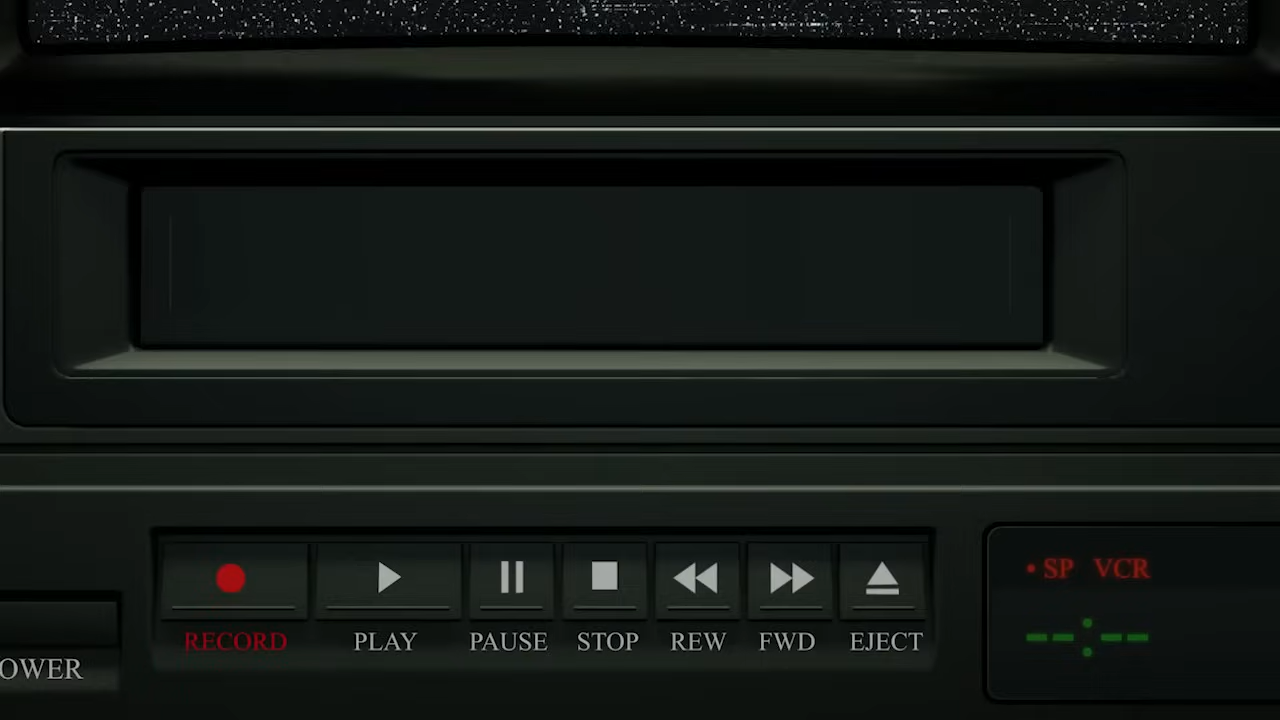 • SP VCR
--:--
RECORD PLAY PAUSE STOP REW FWD EJECT
OWER